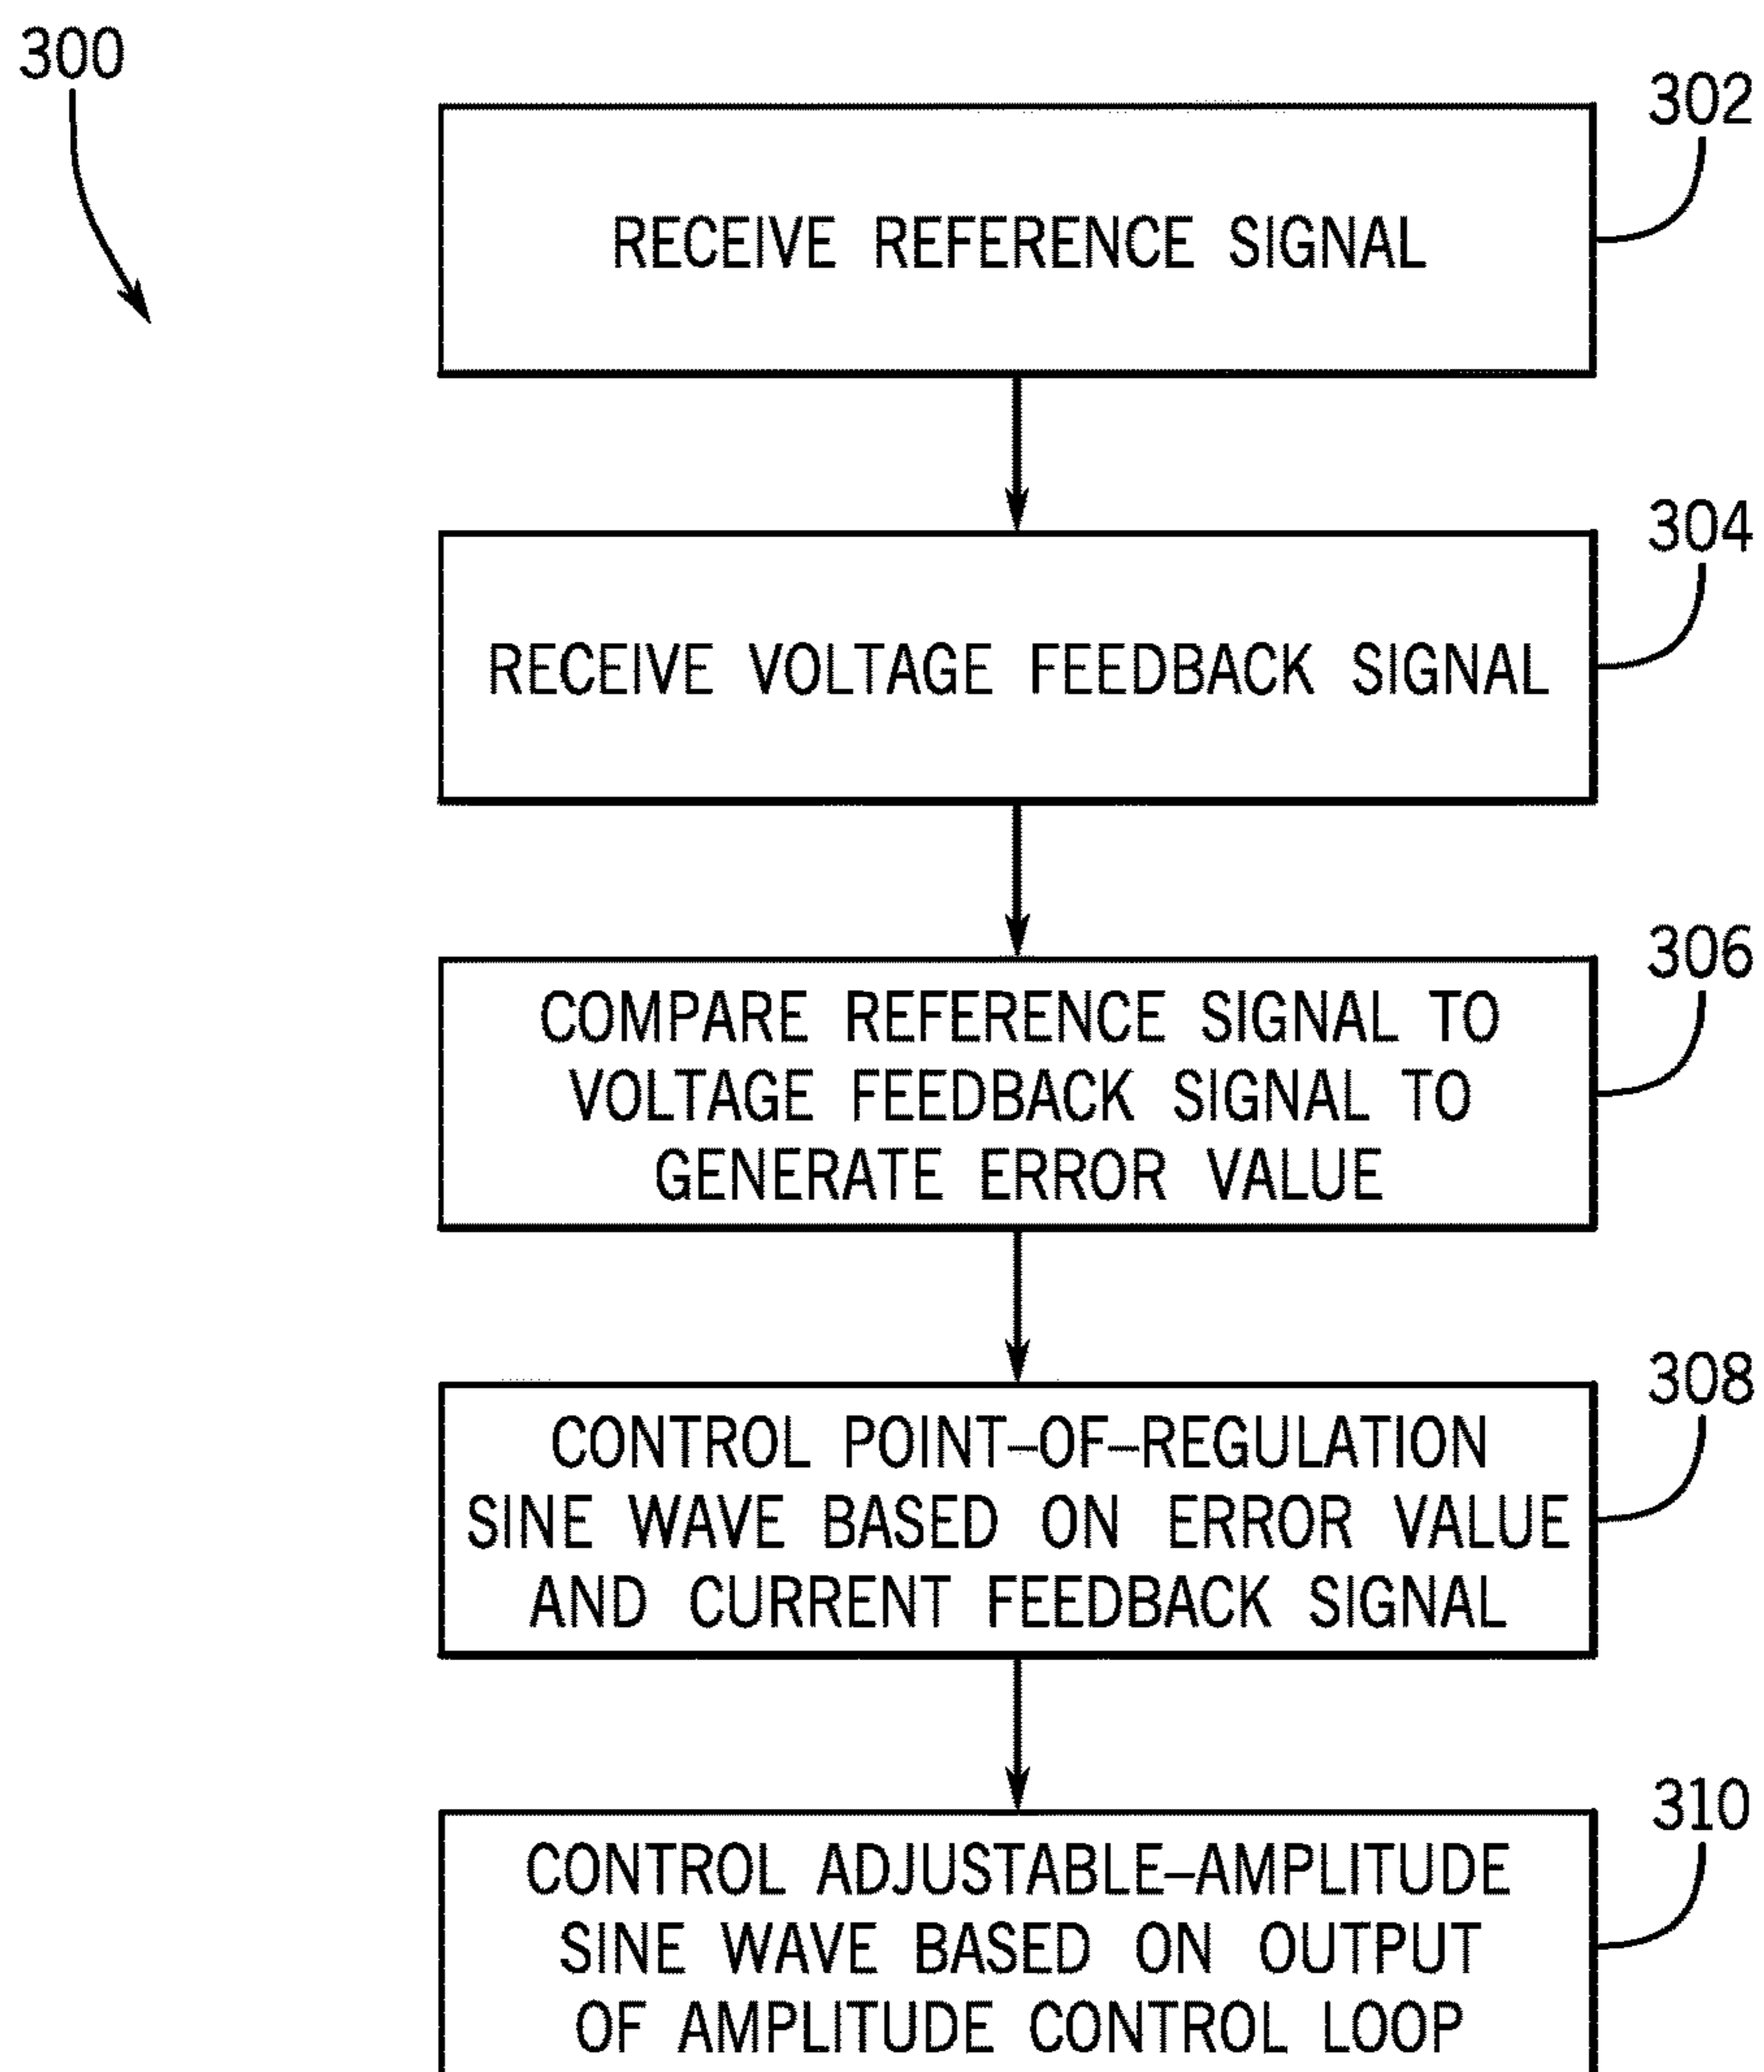 300
302
RECEIVE REFERENCE SIGNAL
304
RECEIVE VOLTAGE FEEDBACK SIGNAL
306
COMPARE REFERENCE SIGNAL TO
VOLTAGE FEEDBACK SIGNAL TO
GENERATE ERROR VALUE
308
CONTROL POINT–OF–REGULATION
SINE WAVE BASED ON ERROR VALUE
AND CURRENT FEEDBACK SIGNAL
310
CONTROL ADJUSTABLE–AMPLITUDE
SINE WAVE BASED ON OUTPUT
OF AMPLITUDE CONTROL LOOP